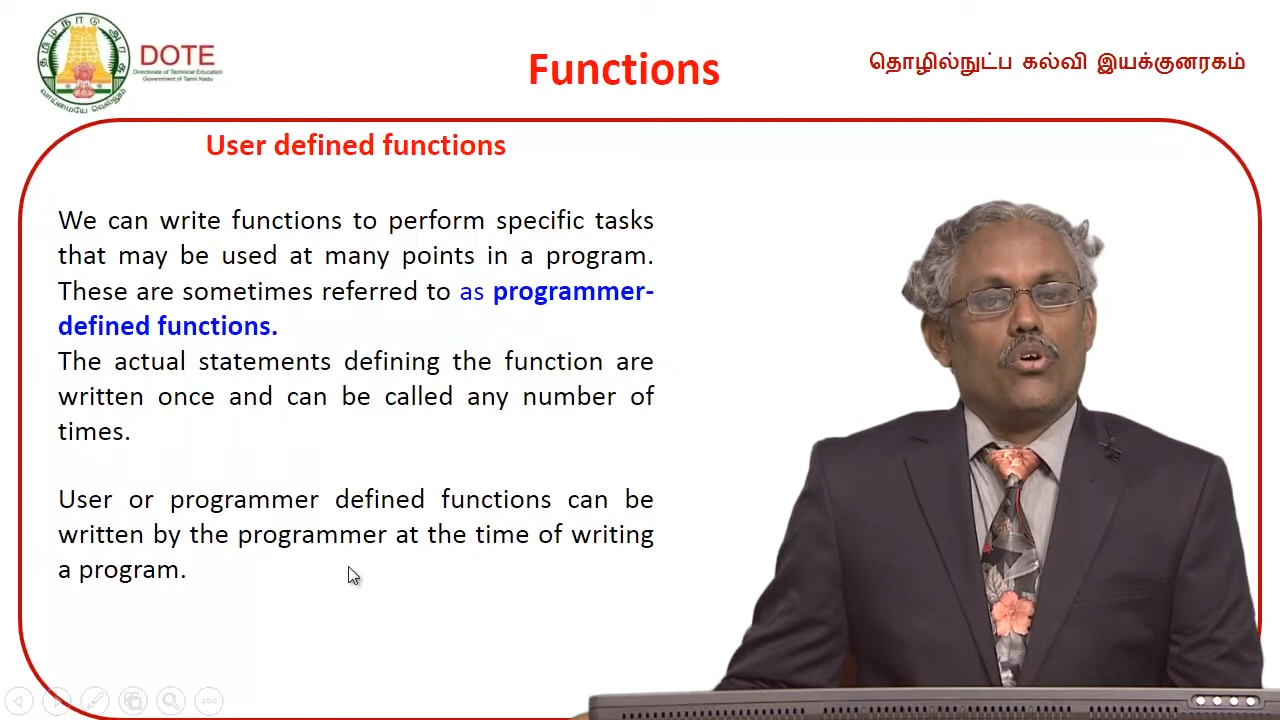 தமிழ்நாடு அரசு
வாய்மையே வெல்லும்
DOTE
Directorate of Technical Education
Government of Tamil Nadu
Functions
தொழில்நுட்ப கல்வி இயக்குனரகம்
User defined functions
We can write functions to perform specific tasks
that may be used at many points in a program.
These are sometimes referred to as programmer-
defined functions.
The actual statements defining the function are
written once and can be called any number of
times.
User or programmer defined functions can be
written by the programmer at the time of writing
a program.